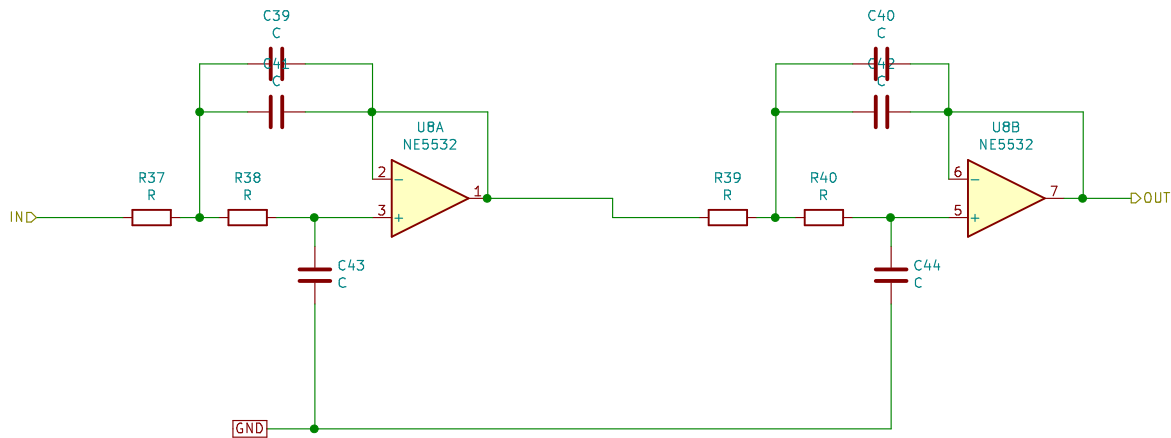 C39
C
C41
C
C40
C
C42
C
U8A
NE5532
U8B
NE5532
R37
R
R38
R
2
−
1
3
+
R39
R
R40
R
6
−
7
5
+
IN
OUT
C43
C
C44
C
GND